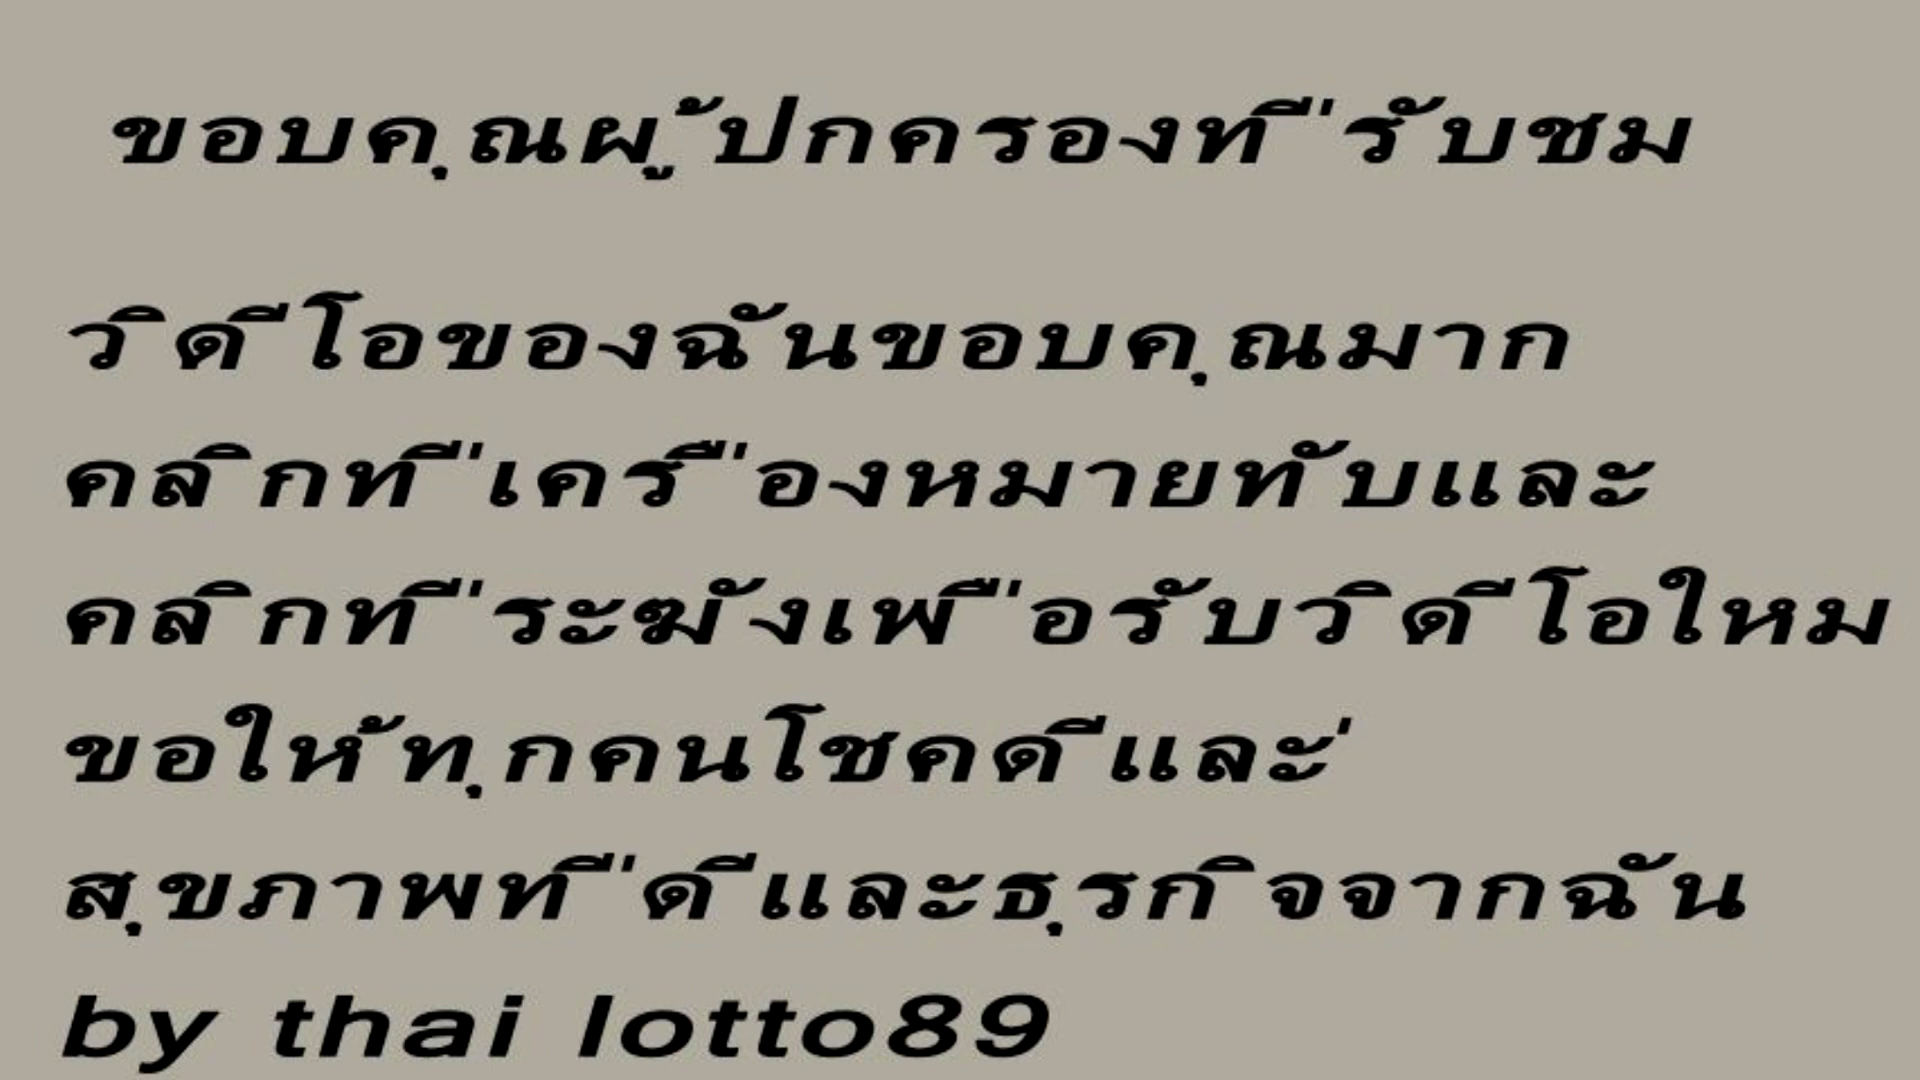 ขอบคุณผู้ปกครองที่รับชม
วิดีโอของฉันขอบคุณมาก
คลิกที่เครื่องหมายทับและ
คลิกที่ระฆังเพื่อรับวิดีโอใหม
ขอให้ทุกคนโชคดีและ่
สุขภาพที่ดีและธุรกิจจากฉัน
by thai lotto89